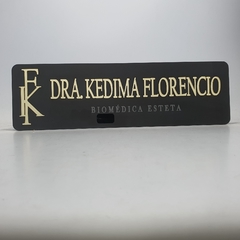 FK
DRA. KEDIMA FLORENCIO
BIOMÉDICA ESTETA